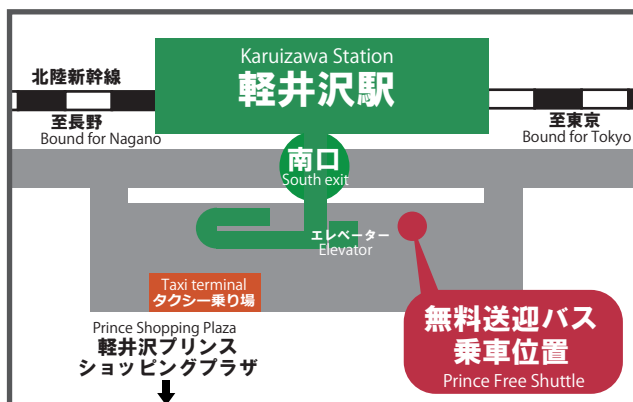 Karuizawa Station
軽井沢駅
北陸新幹線
至長野
Bound for Nagano
至東京
Bound for Tokyo
南口
South exit
エレベーター
Elevator
Taxi terminal
タクシー乗り場
Prince Shopping Plaza
軽井沢プリンス
ショッピングプラザ
無料送迎バス
乗車位置
Prince Free Shuttle